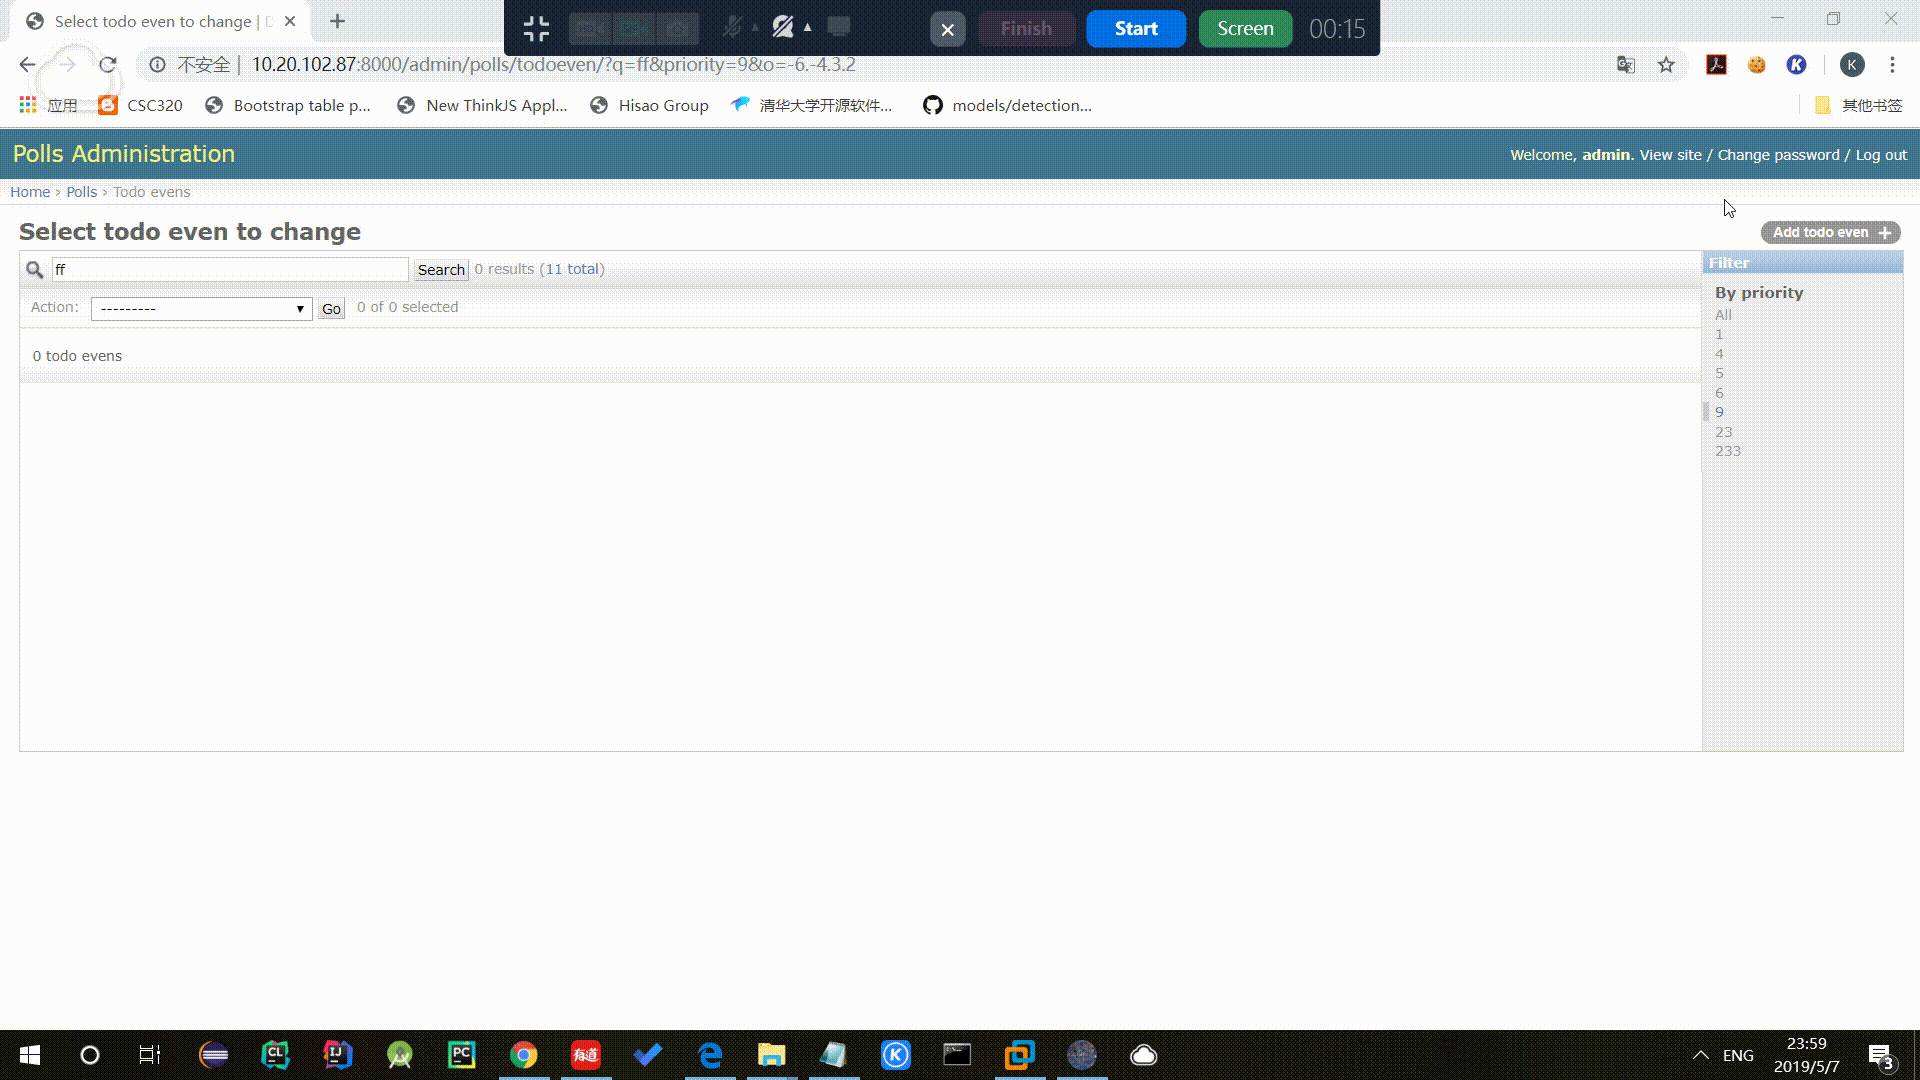 Select todo even to change | D
Finish
Start
Screen
00:15
不安全 | 10.20.102.87:8000/admin/polls/todoeven/?q=ff&priority=9&o=-6.-4.3.2
K
K
应用
CSC320
Bootstrap table p...
New ThinkJS Appl...
Hisao Group
清华大学开源软件...
models/detection...
其他书签
Polls Administration
Welcome, admin. View site / Change password / Log out
Home › Polls › Todo evens
Select todo even to change
Add todo even +
ff
Search
0 results (11 total)
Filter
Action:
---------
Go
0 of 0 selected
By priority
All
1
4
5
6
9
23
233
0 todo evens
CL
IJ
PC
有道
K
ENG
23:59
2019/5/7
3